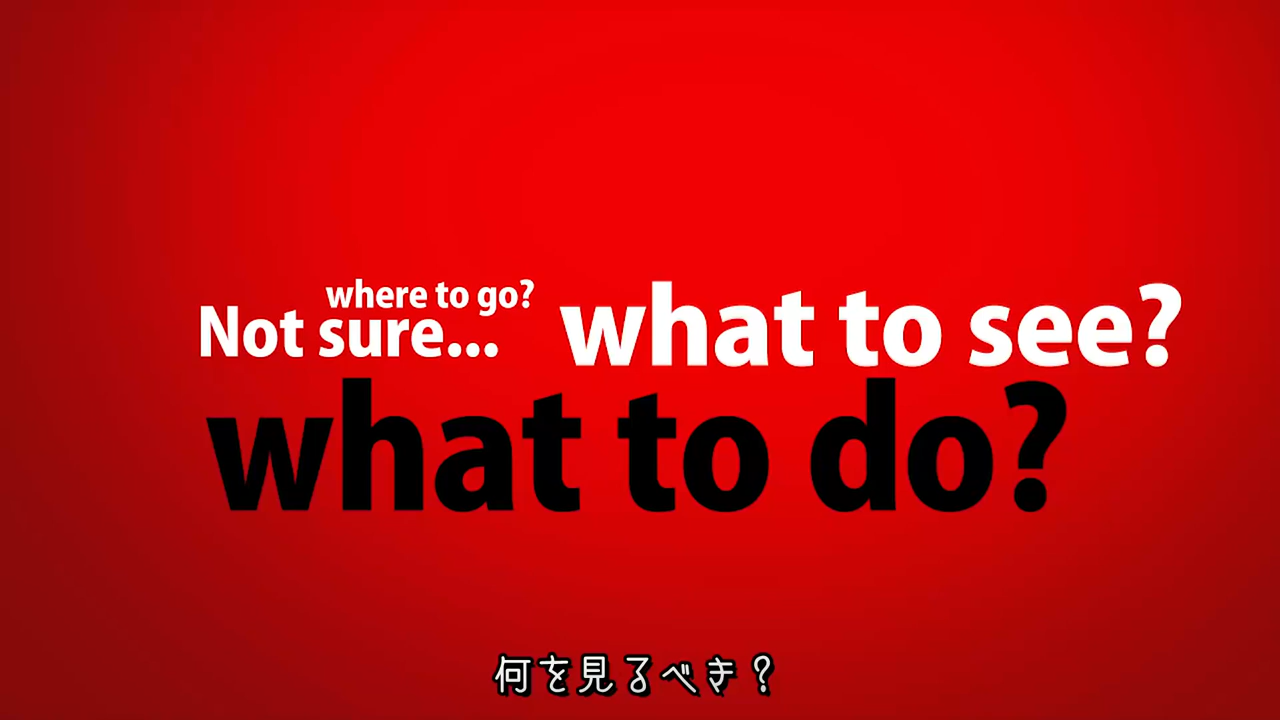 where to go?
Not sure...
what to see?
what to do?
何を見るべき？